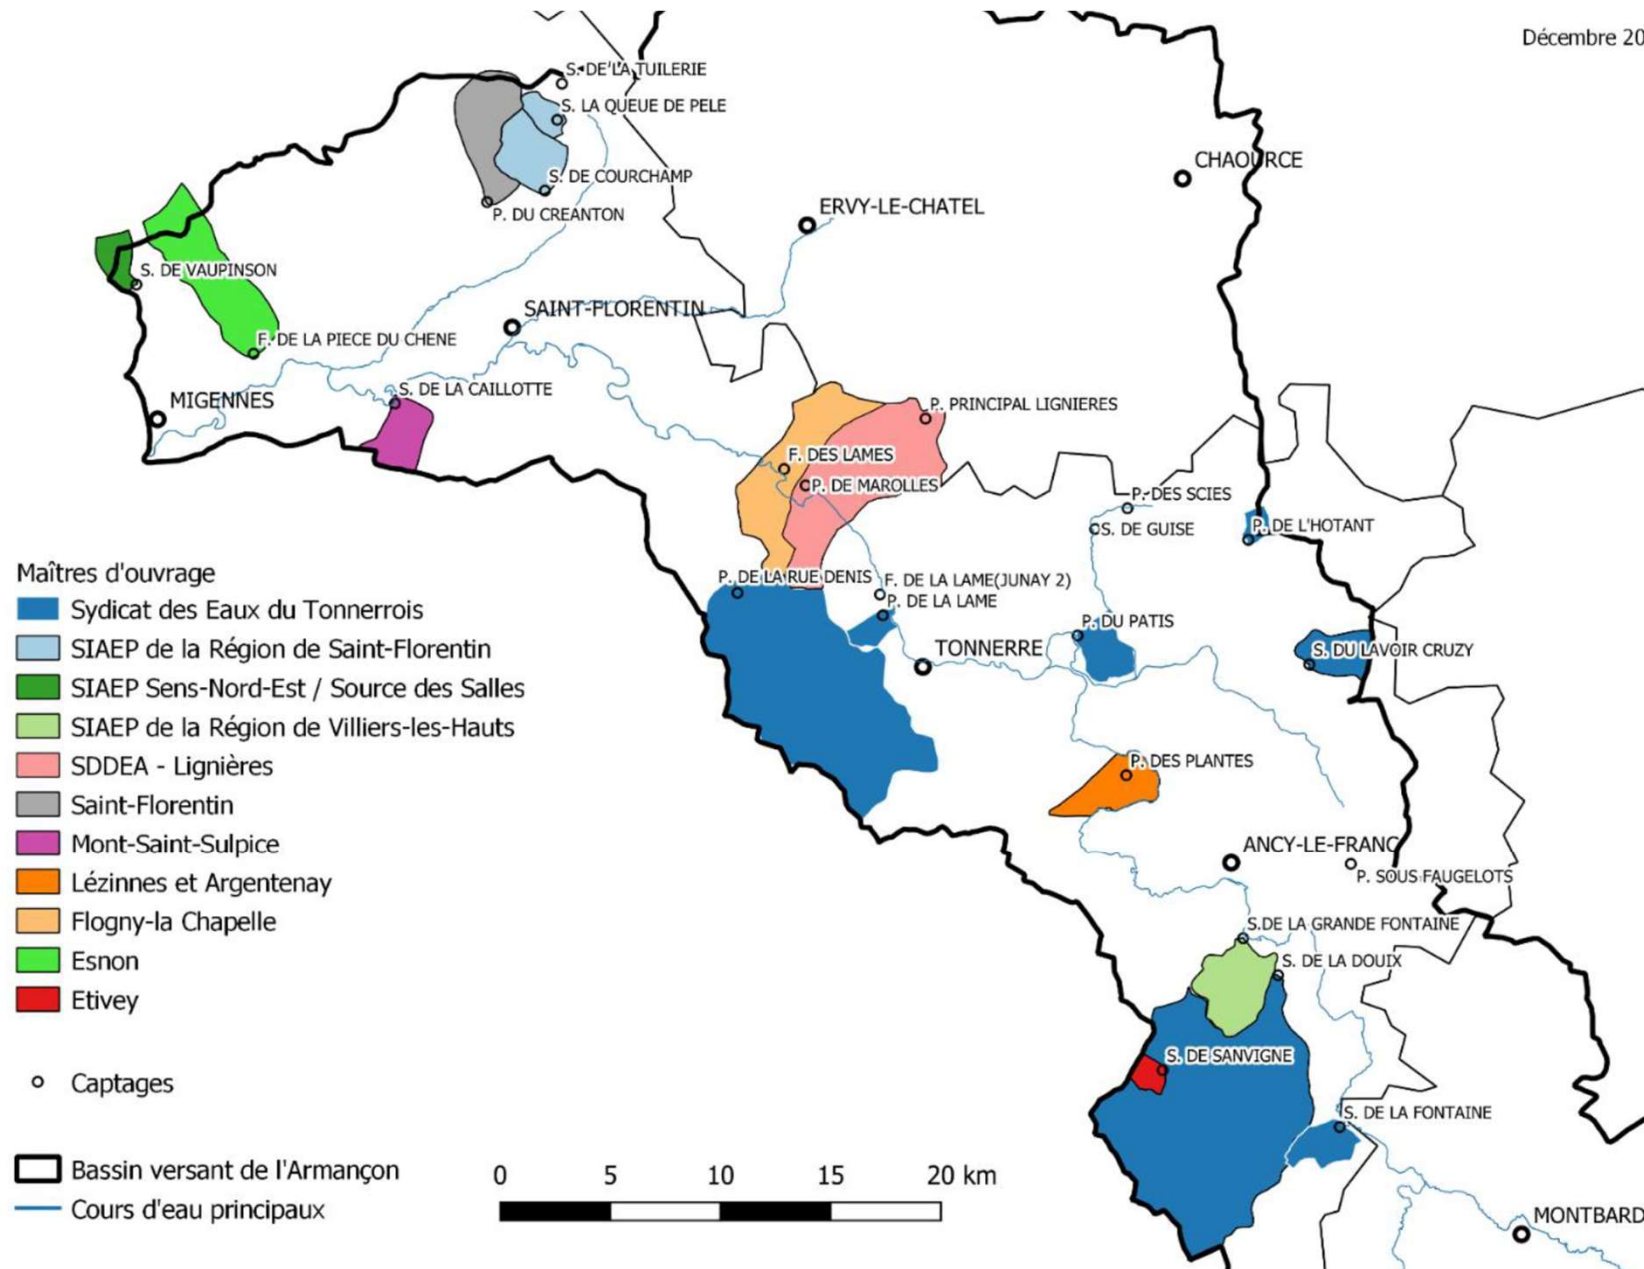 Décembre 20
S. DE LA TUILERIE
S. LA QUEUE DE PELE
CHAOURCE
S. DE COURCHAMP
ERVY-LE-CHATEL
P. DU CREANTON
S. DE VAUPINSON
SAINT-FLORENTIN
F. DE LA PIECE DU CHENE
S. DE LA CAILLOTTE
MIGENNES
P. PRINCIPAL LIGNIERES
F. DES LAMES
P. DE MAROLLES
P. DES SCIES
S. DE GUISE
P. DE L'HOTANT
P. DE LA RUE DENIS
F. DE LA LAME(JUNAY 2)
P. DE LA LAME
P. DU PATIS
TONNERRE
S. DU LAVOIR CRUZY
P. DES PLANTES
ANCY-LE-FRANC
P. SOUS FAUGELOTS
S.DE LA GRANDE FONTAINE
S. DE LA DOUIX
S. DE SANVIGNE
S. DE LA FONTAINE
MONTBARD
Maîtres d'ouvrage
Sydicat des Eaux du Tonnerrois
SIAEP de la Région de Saint-Florentin
SIAEP Sens-Nord-Est / Source des Salles
SIAEP de la Région de Villiers-les-Hauts
SDDEA - Lignières
Saint-Florentin
Mont-Saint-Sulpice
Lézinnes et Argentenay
Flogny-la Chapelle
Esnon
Etivey
Captages
Bassin versant de l'Armançon
Cours d'eau principaux
0 5 10 15 20 km